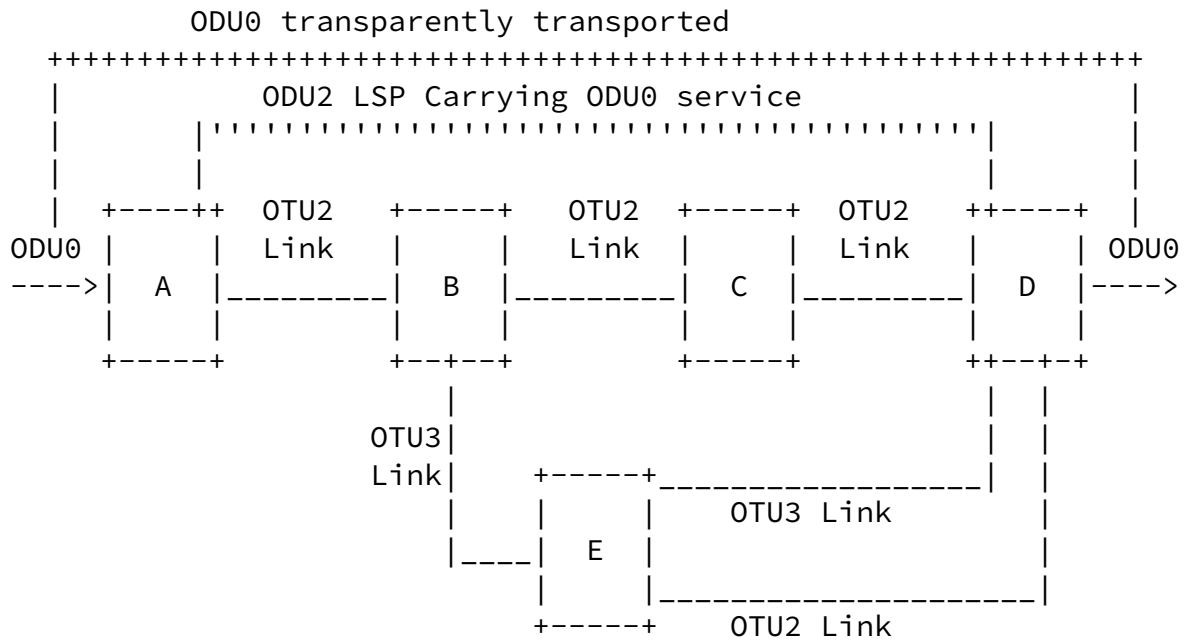 ODU0 transparently transported
ODU2 LSP Carrying ODU0 service
OTU2 OTU2 OTU2
ODU0 Link Link Link ODU0
A B C D
OTU3
Link
OTU3 Link
E
OTU2 Link